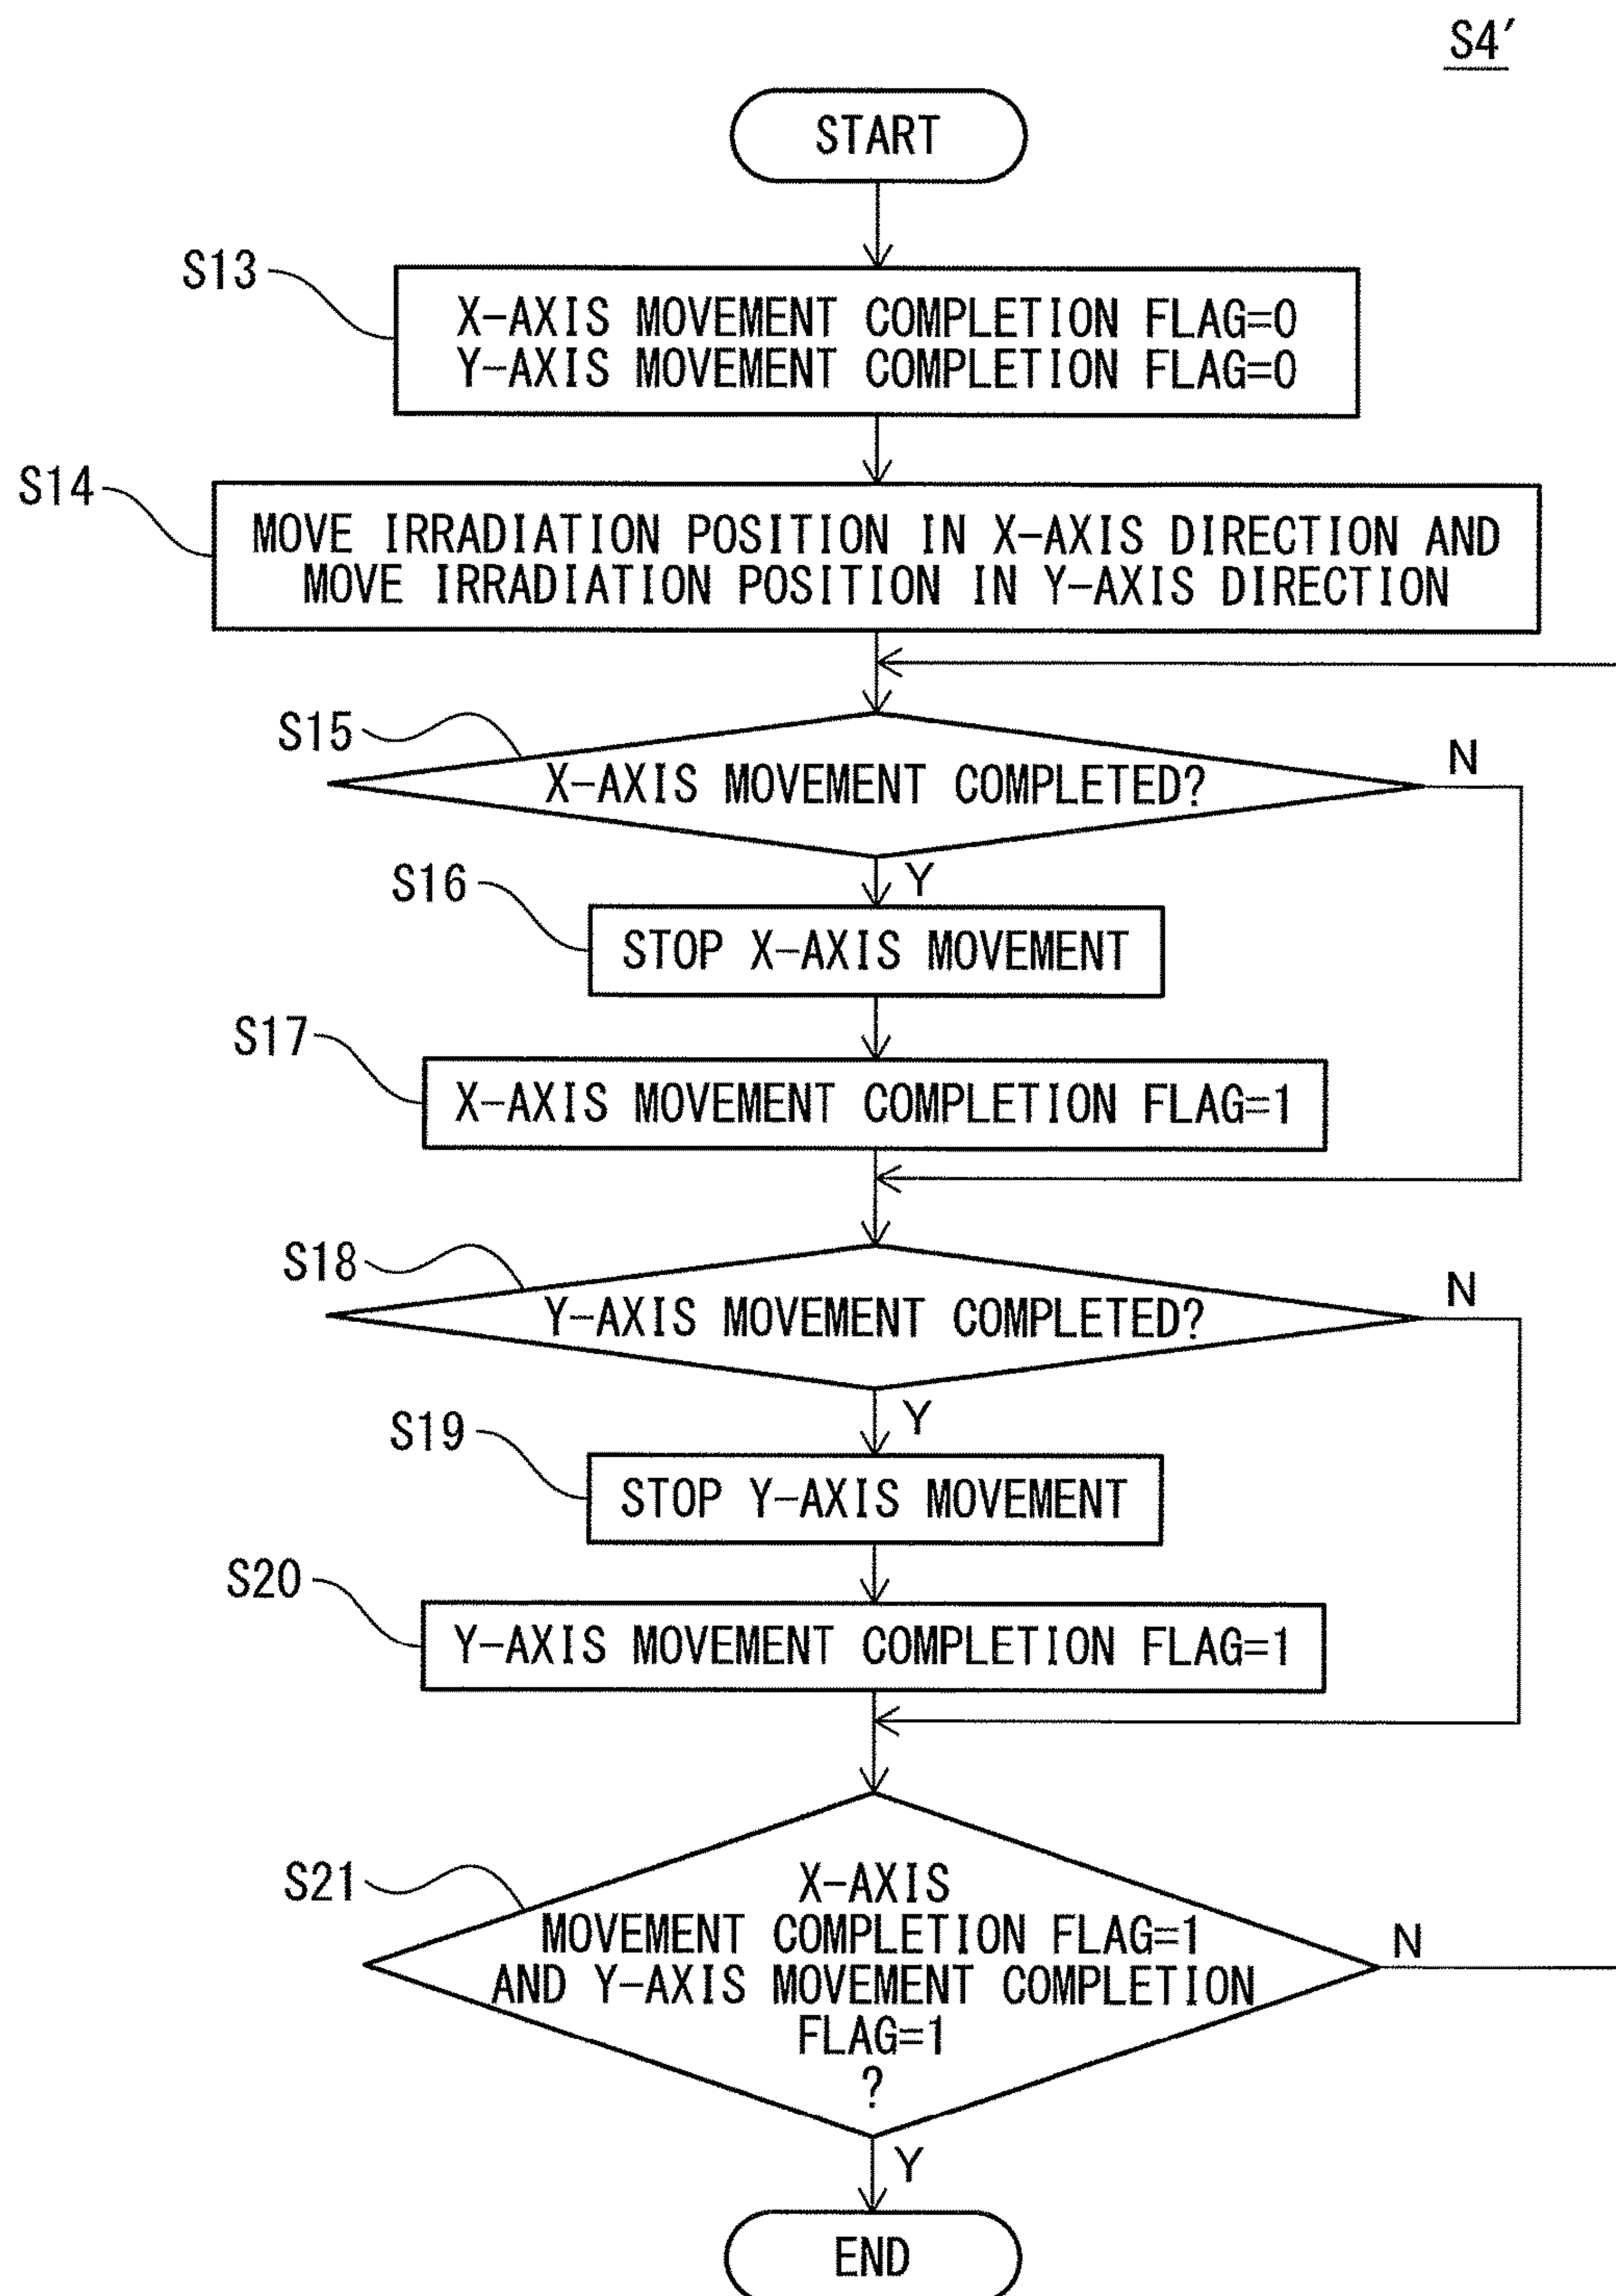 S4′
START
S13
X-AXIS MOVEMENT COMPLETION FLAG=0
Y-AXIS MOVEMENT COMPLETION FLAG=0
S14
MOVE IRRADIATION POSITION IN X-AXIS DIRECTION AND
MOVE IRRADIATION POSITION IN Y-AXIS DIRECTION
S15
X-AXIS MOVEMENT COMPLETED?
N
Y
S16
STOP X-AXIS MOVEMENT
S17
X-AXIS MOVEMENT COMPLETION FLAG=1
S18
Y-AXIS MOVEMENT COMPLETED?
N
Y
S19
STOP Y-AXIS MOVEMENT
S20
Y-AXIS MOVEMENT COMPLETION FLAG=1
S21
X-AXIS
MOVEMENT COMPLETION FLAG=1
AND Y-AXIS MOVEMENT COMPLETION
FLAG=1
?
N
Y
END